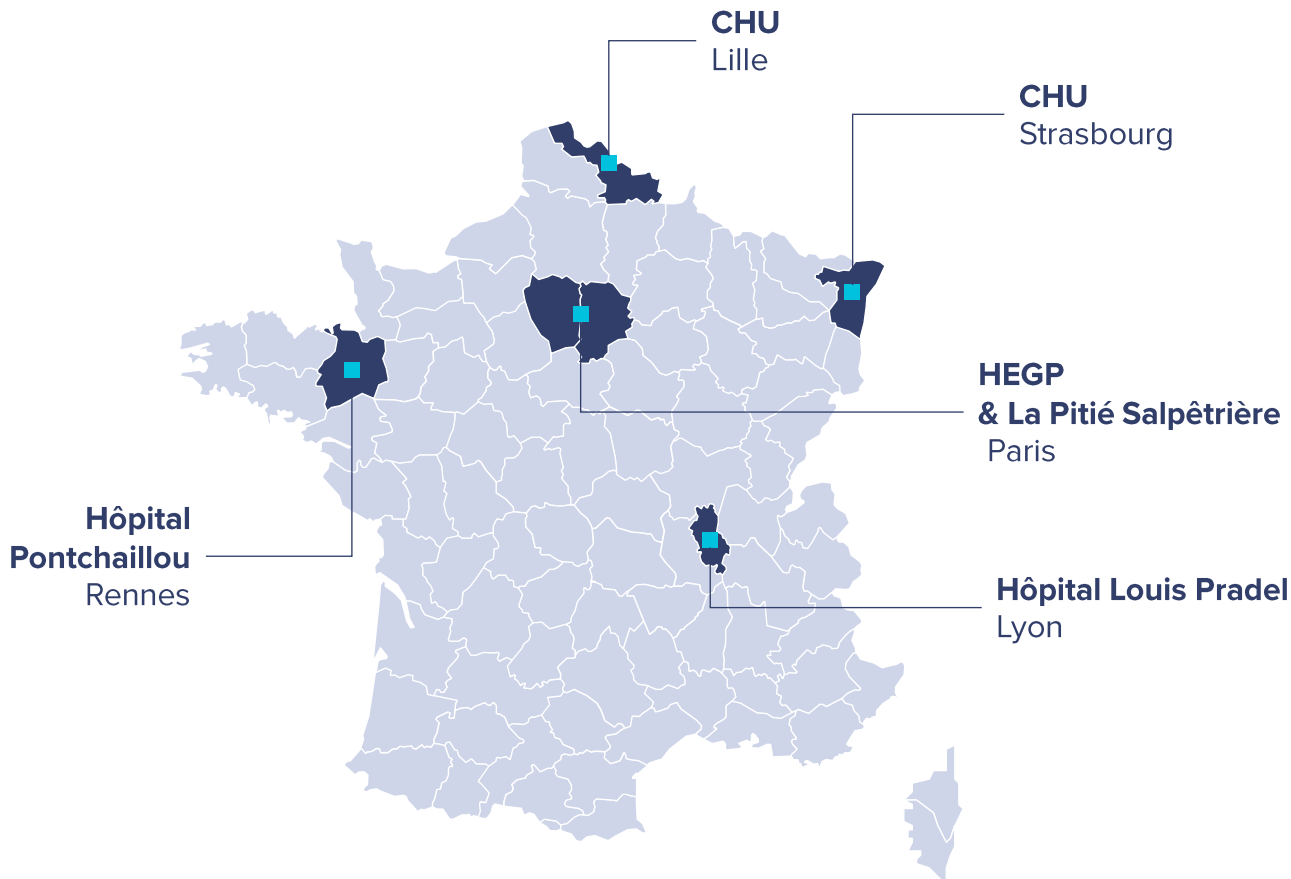 CHU
Lille
CHU
Strasbourg
HEGP
& La Pitié Salpêtrière
Paris
Hôpital
Pontchaillou
Rennes
Hôpital Louis Pradel
Lyon